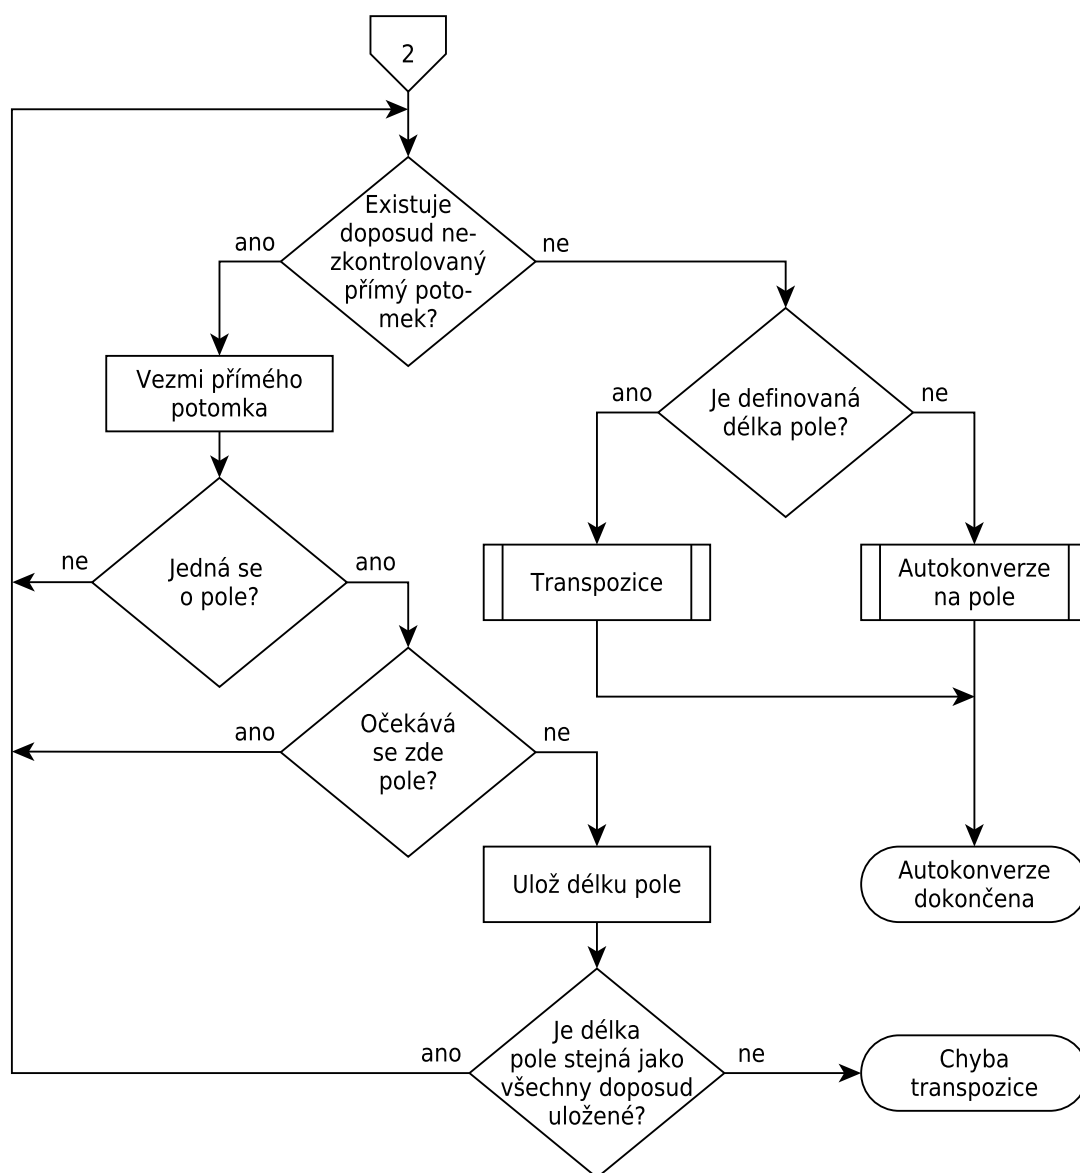 2
Existuje
doposud ne-
zkontrolovaný
přímý poto-
mek?
ano
ne
Vezmi přímého
potomka
Je definovaná
délka pole?
ano
ne
Jedná se
o pole?
ne
ano
Transpozice
Autokonverze
na pole
Očekává
se zde
pole?
ano
ne
Ulož délku pole
Autokonverze
dokončena
Je délka
pole stejná jako
všechny doposud
uložené?
ano
ne
Chyba
transpozice